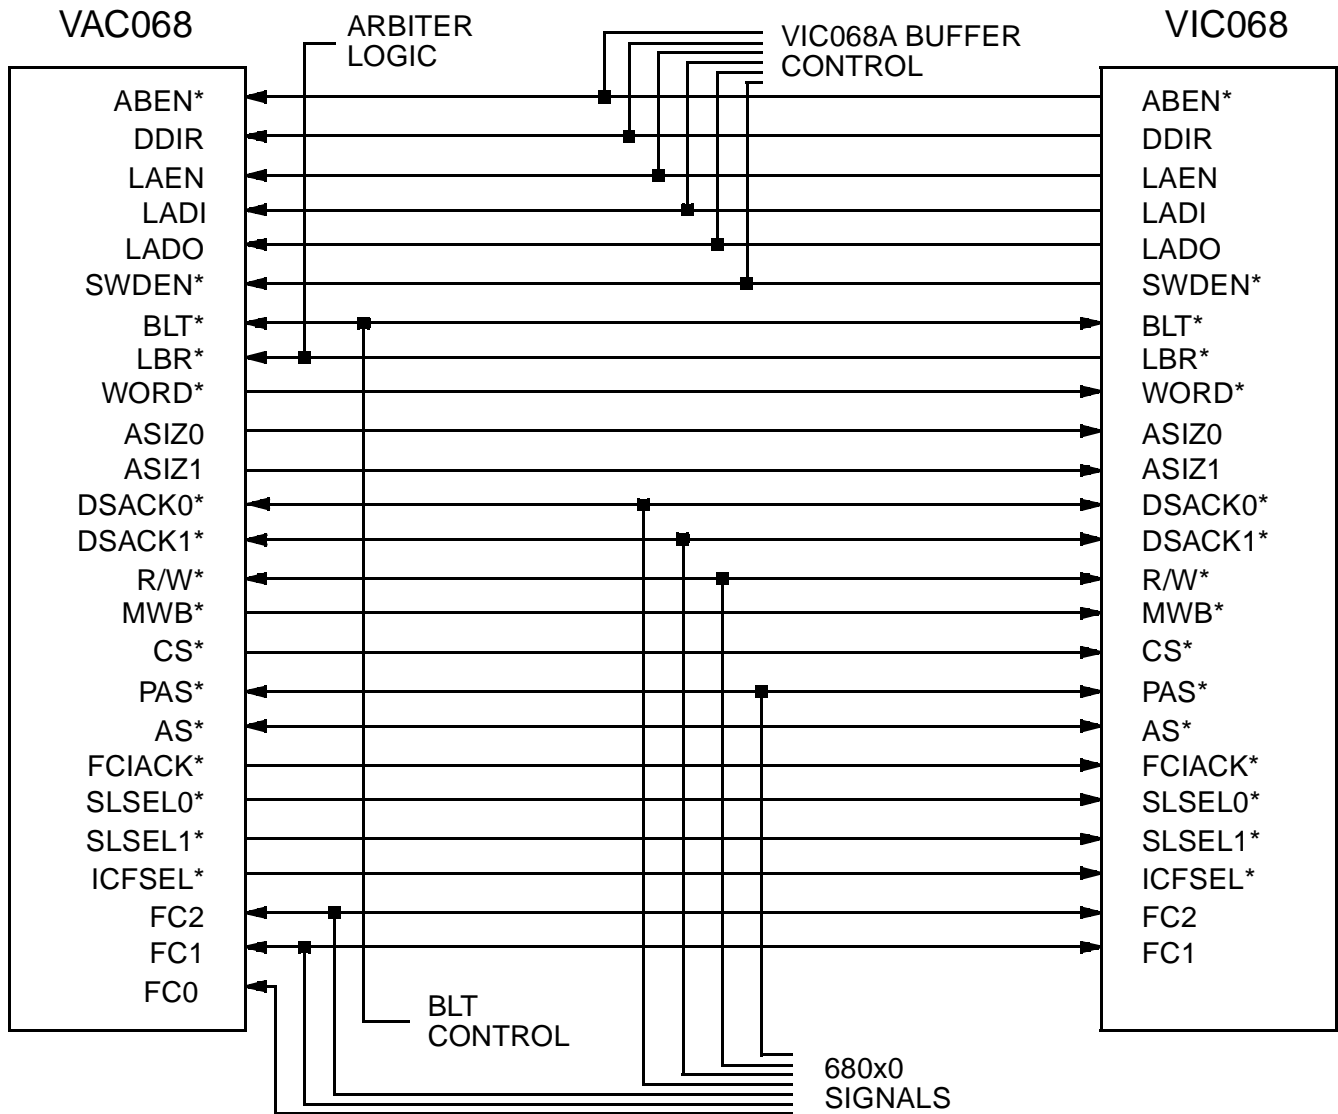 VAC068
ARBITER
LOGIC
VIC068A BUFFER
CONTROL
VIC068
ABEN*
DDIR
LAEN
LADI
LADO
SWDEN*
BLT*
LBR*
WORD*
ASIZ0
ASIZ1
DSACK0*
DSACK1*
R/W*
MWB*
CS*
PAS*
AS*
FCIACK*
SLSEL0*
SLSEL1*
ICFSEL*
FC2
FC1
FC0
ABEN*
DDIR
LAEN
LADI
LADO
SWDEN*
BLT*
LBR*
WORD*
ASIZ0
ASIZ1
DSACK0*
DSACK1*
R/W*
MWB*
CS*
PAS*
AS*
FCIACK*
SLSEL0*
SLSEL1*
ICFSEL*
FC2
FC1
BLT
CONTROL
680x0
SIGNALS